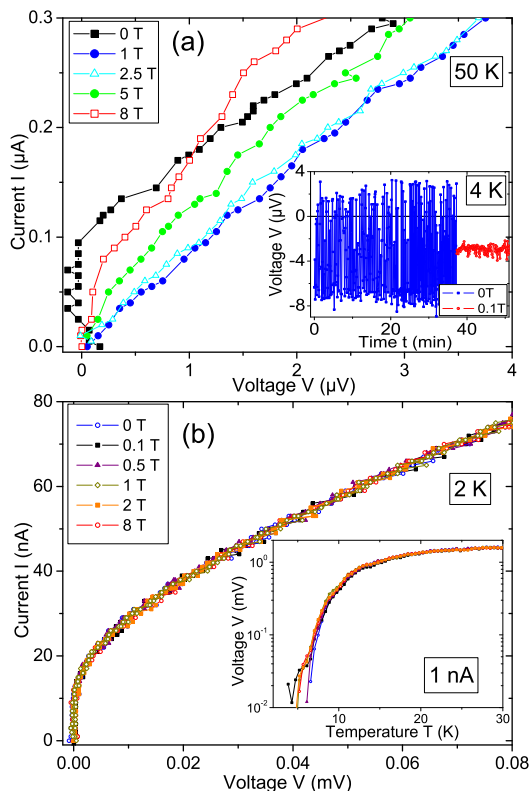 (a)
0 T
1 T
2.5 T
5 T
8 T
50 K
0.3
0.2
0.1
0.0
Current I (µA)
0 1 2 3 4
Voltage V (µV)
4 K
4
0
-4
-8
Voltage V (µV)
0T
0.1T
0 20 40
Time t (min)
(b)
0 T
0.1 T
0.5 T
1 T
2 T
8 T
2 K
80
60
40
20
0
Current I (nA)
0.00 0.02 0.04 0.06 0.08
Voltage V (mV)
10⁰
10⁻¹
10⁻²
Voltage V (mV)
1 nA
10 20 30
Temperature T (K)